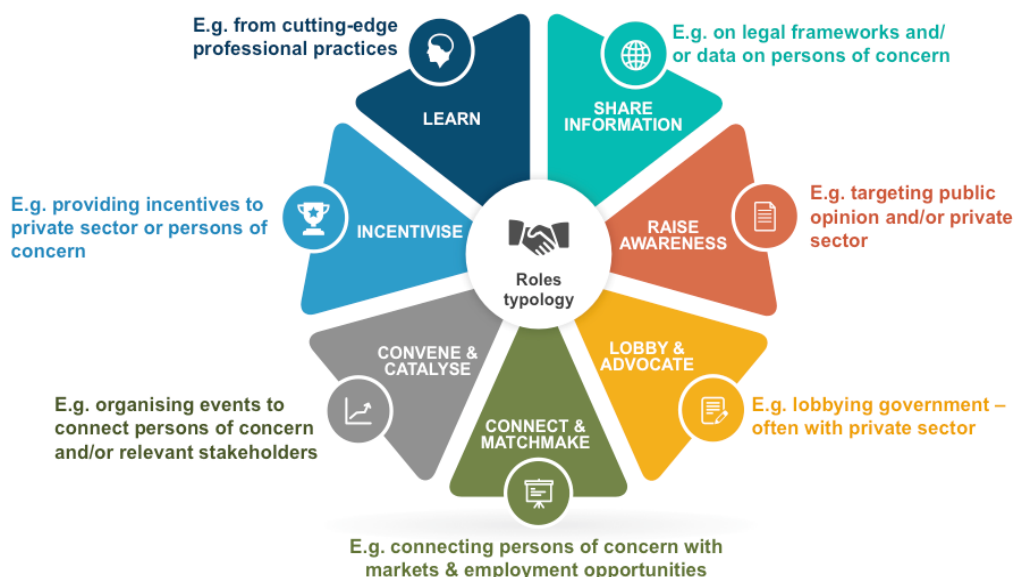 E.g. from cutting-edge
professional practices
LEARN
E.g. on legal frameworks and/
or data on persons of concern
SHARE
INFORMATION
E.g. providing incentives to
private sector or persons of
concern
INCENTIVISE
RAISE
AWARENESS
E.g. targeting public
opinion and/or private
sector
Roles
typology
CONVENE &
CATALYSE
E.g. organising events to
connect persons of concern
and/or relevant stakeholders
CONNECT &
MATCHMAKE
LOBBY &
ADVOCATE
E.g. lobbying government –
often with private sector
E.g. connecting persons of concern with
markets & employment opportunities